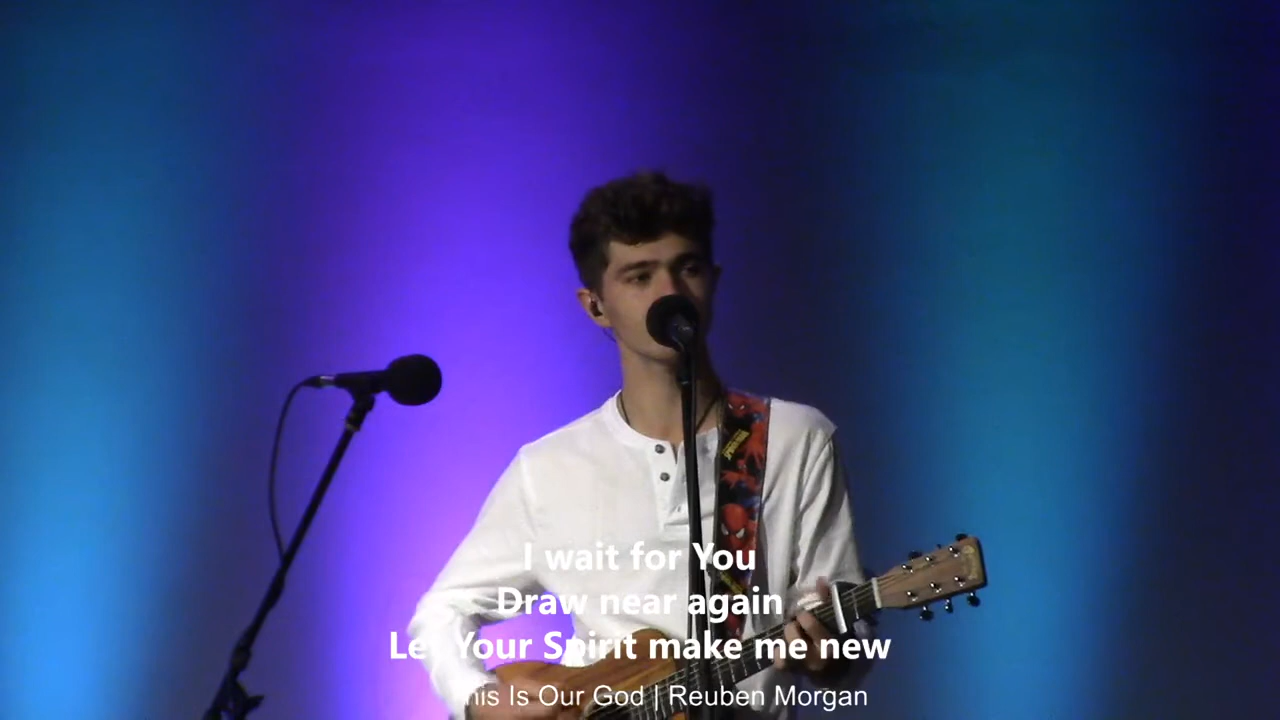 I wait for You
Draw near again
Let Your Spirit make me new
This Is Our God | Reuben Morgan